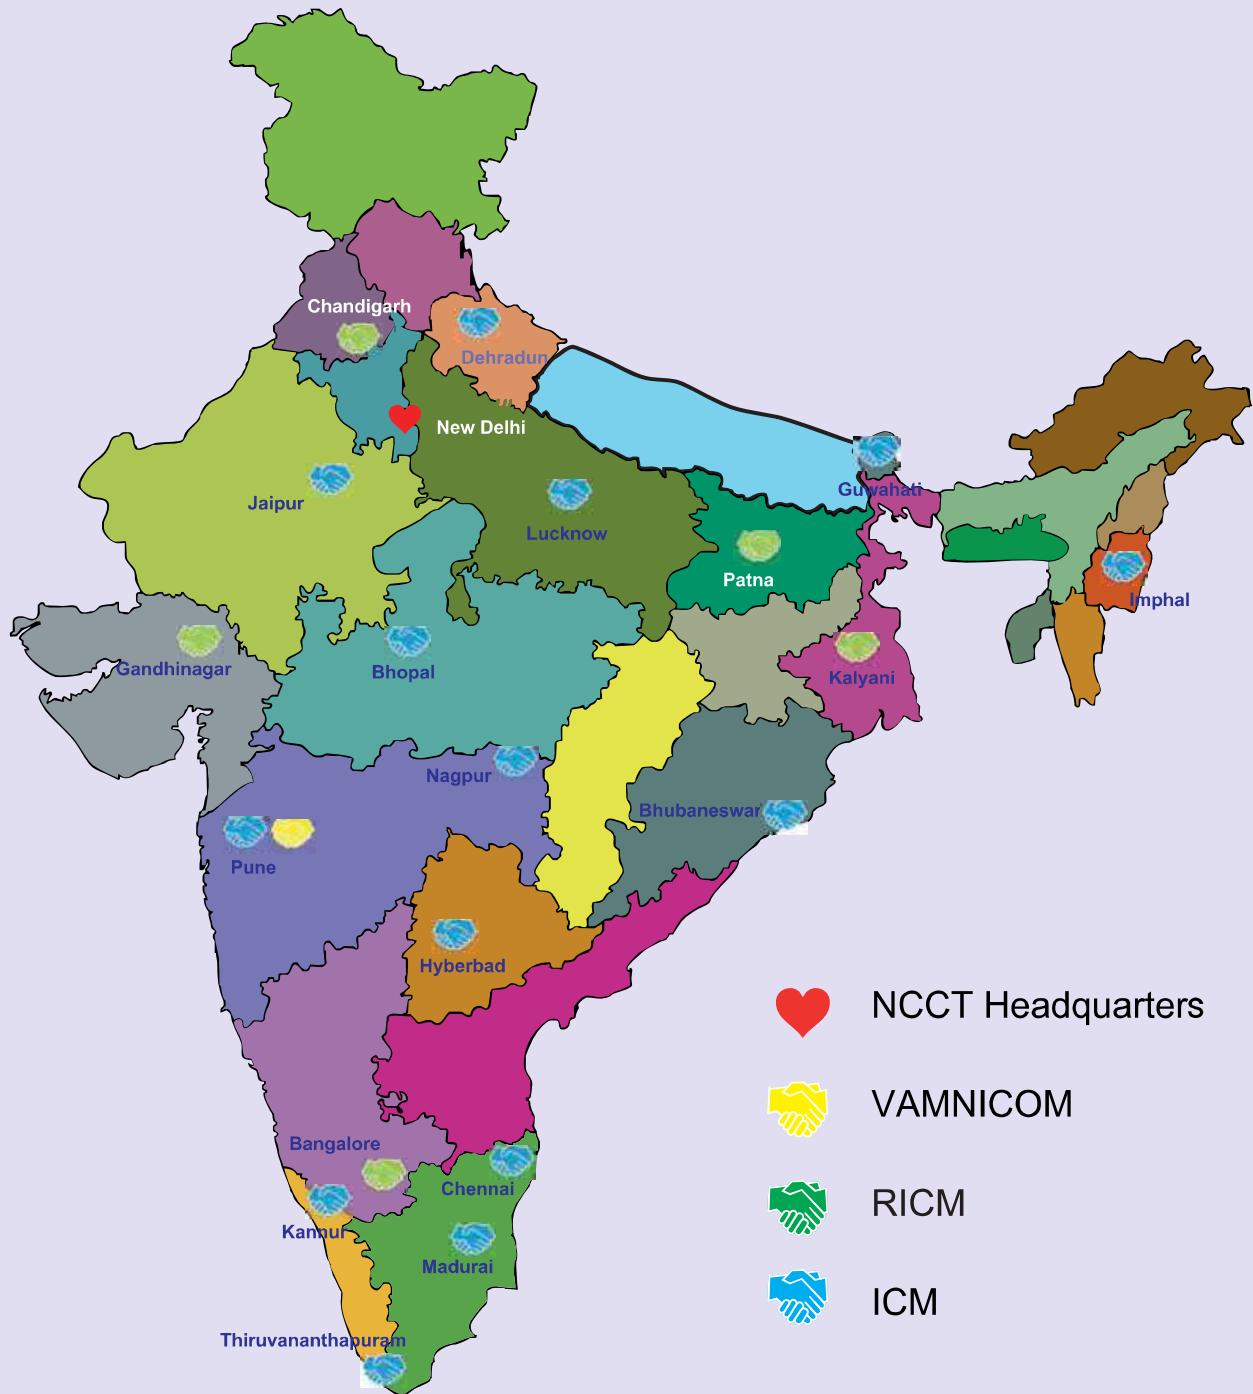 Chandigarh
Dehradun
New Delhi
Jaipur
Lucknow
Guwahati
Patna
Imphal
Gandhinagar
Bhopal
Kalyani
Nagpur
Bhubaneswar
Pune
Hyberbad
NCCT Headquarters
VAMNICOM
Bangalore
Chennai
RICM
Kannur
Madurai
ICM
Thiruvananthapuram